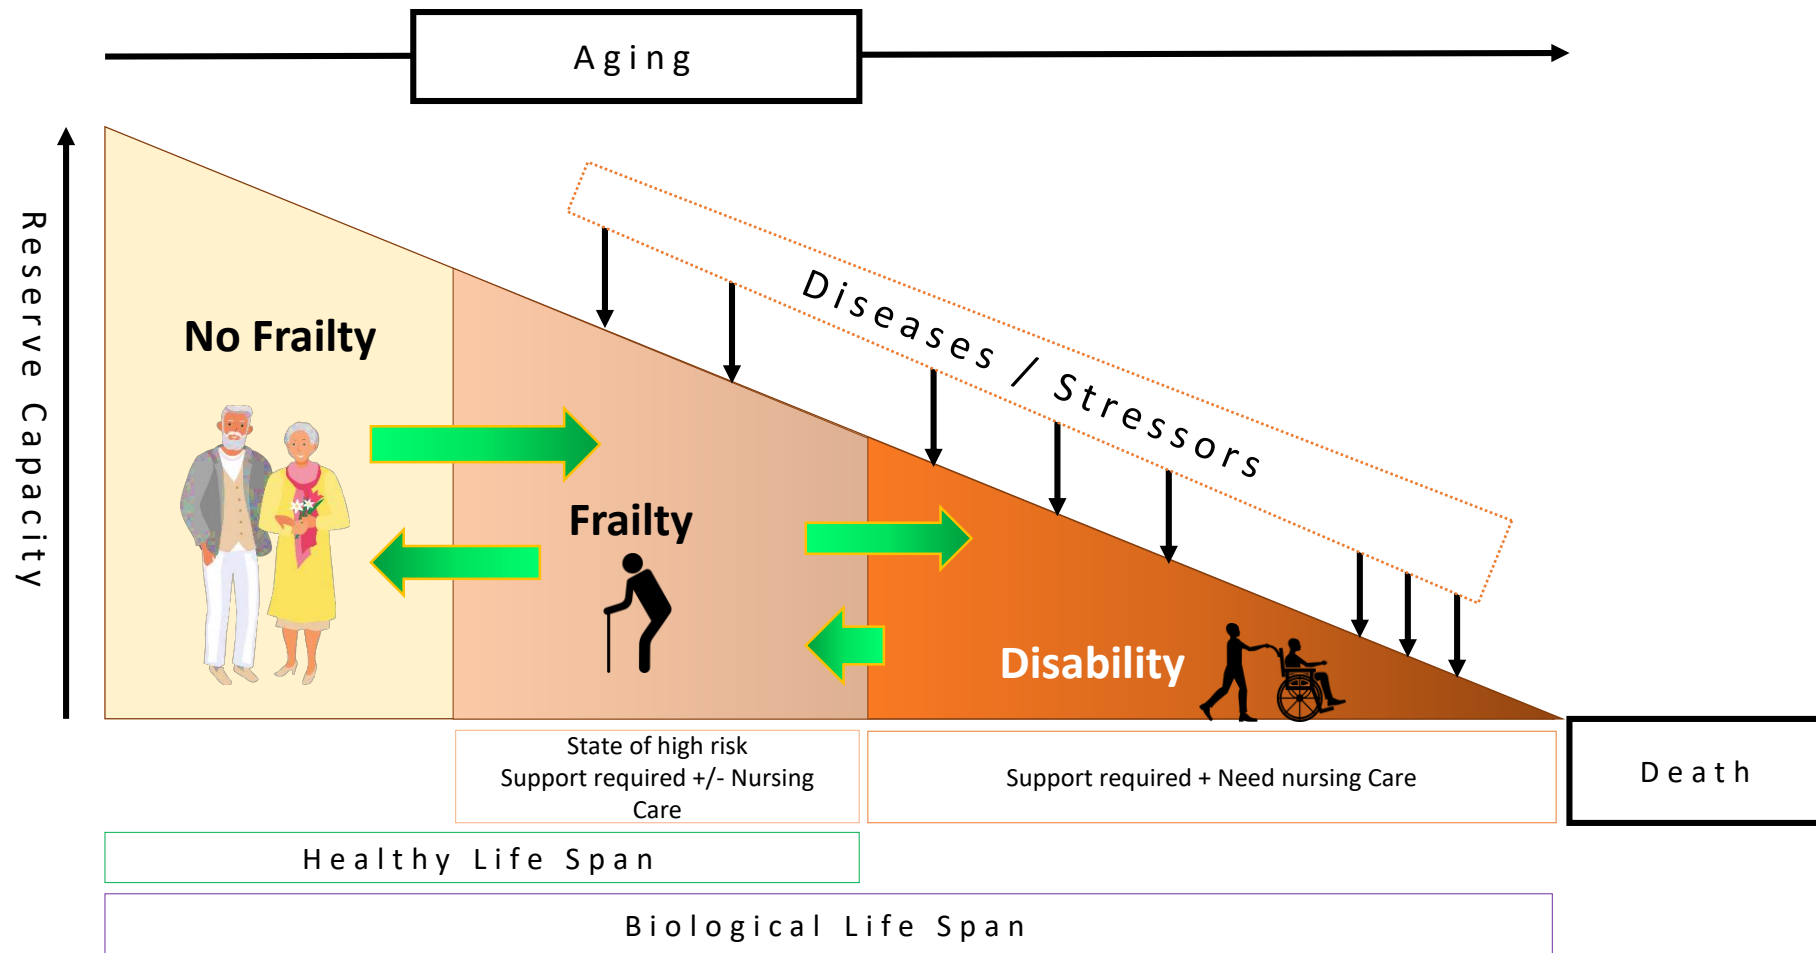 Aging
Reserve Capacity
Diseases / Stressors
No Frailty
Frailty
Disability
State of high risk
Support required +/- Nursing
Care
Support required + Need nursing Care
Death
Healthy Life Span
Biological Life Span